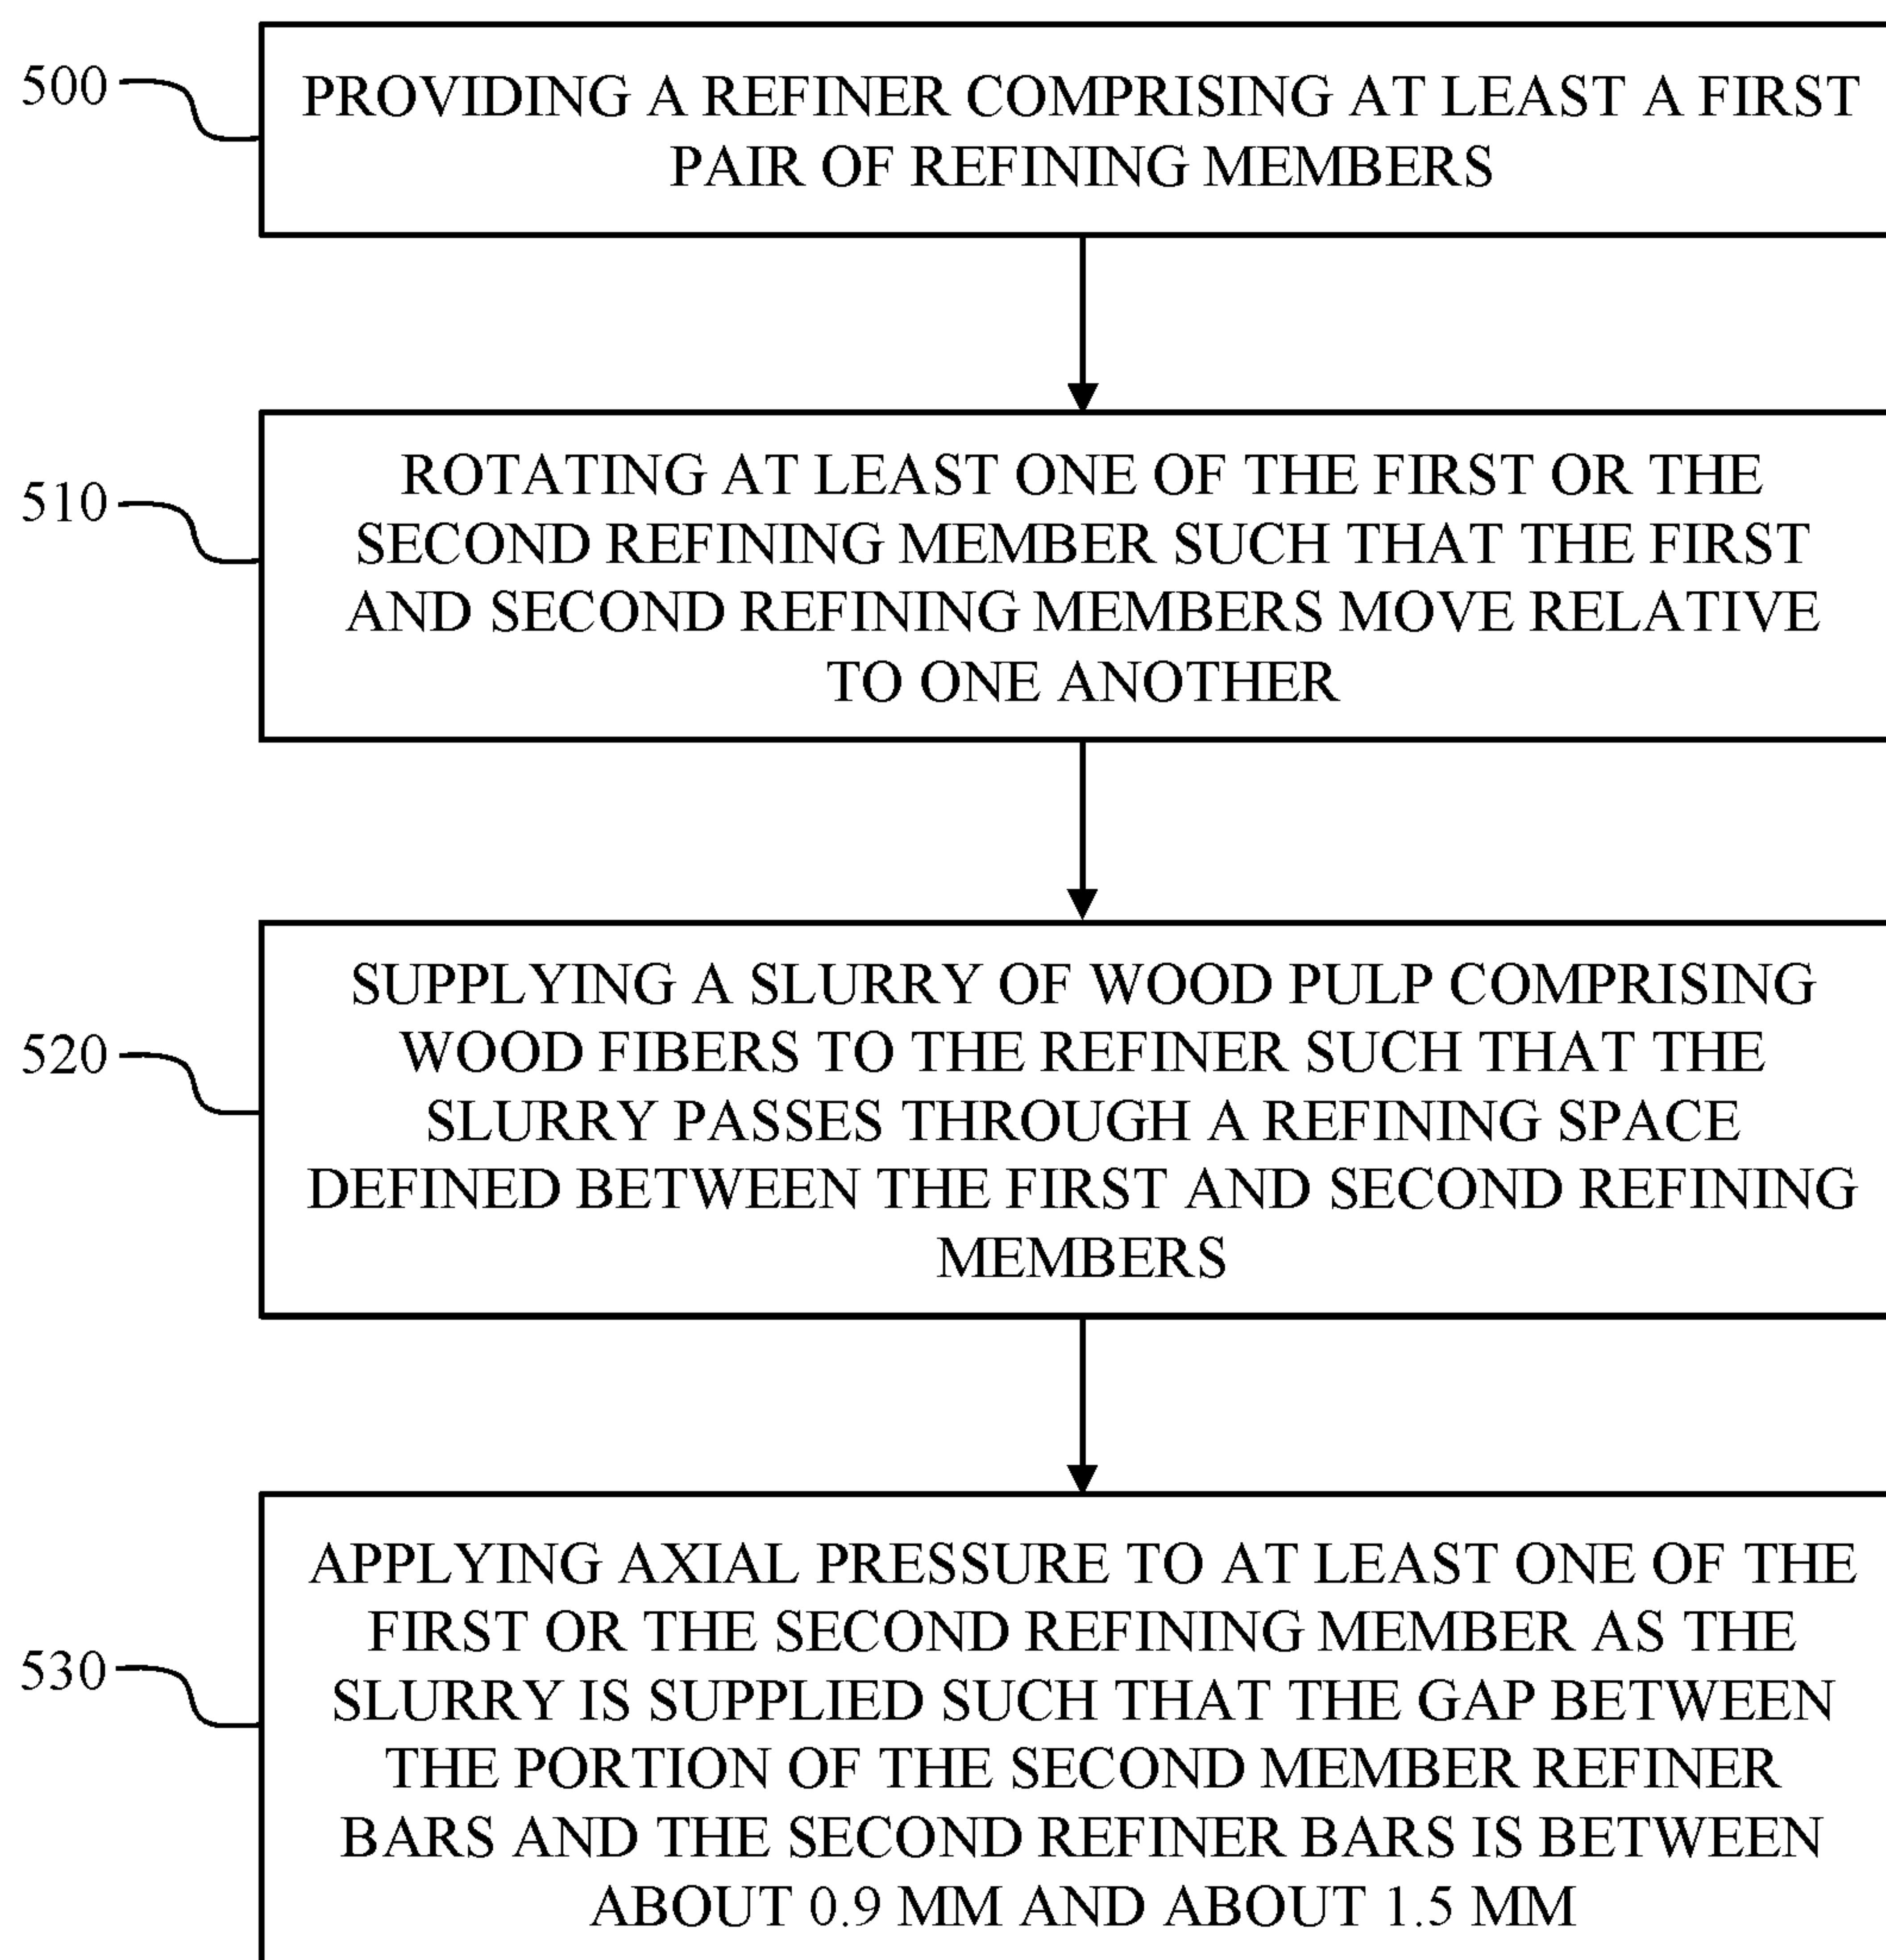 500
PROVIDING A REFINER COMPRISING AT LEAST A FIRST
PAIR OF REFINING MEMBERS
510
ROTATING AT LEAST ONE OF THE FIRST OR THE
SECOND REFINING MEMBER SUCH THAT THE FIRST
AND SECOND REFINING MEMBERS MOVE RELATIVE
TO ONE ANOTHER
520
SUPPLYING A SLURRY OF WOOD PULP COMPRISING
WOOD FIBERS TO THE REFINER SUCH THAT THE
SLURRY PASSES THROUGH A REFINING SPACE
DEFINED BETWEEN THE FIRST AND SECOND REFINING
MEMBERS
530
APPLYING AXIAL PRESSURE TO AT LEAST ONE OF THE
FIRST OR THE SECOND REFINING MEMBER AS THE
SLURRY IS SUPPLIED SUCH THAT THE GAP BETWEEN
THE PORTION OF THE SECOND MEMBER REFINER
BARS AND THE SECOND REFINER BARS IS BETWEEN
ABOUT 0.9 MM AND ABOUT 1.5 MM